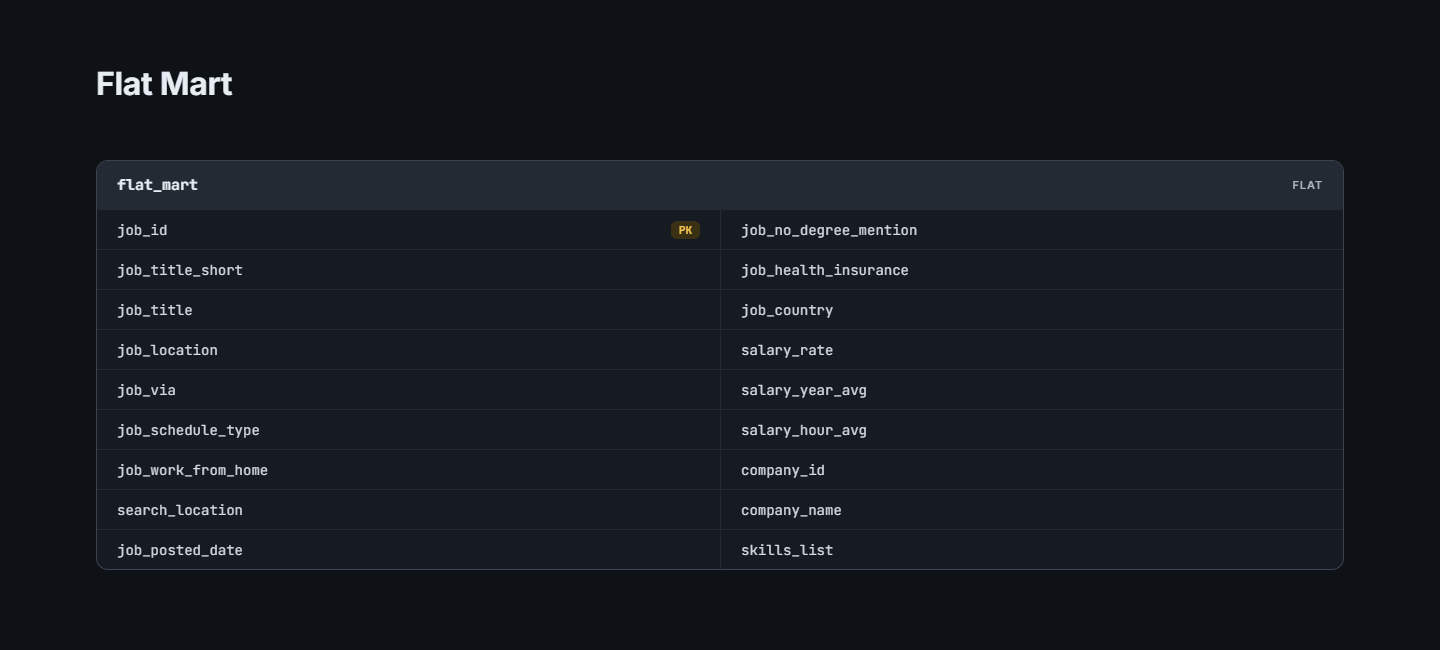 Flat Mart
flat_mart FLAT
job_id PK job_no_degree_mention
job_title_short job_health_insurance
job_title job_country
job_location salary_rate
job_via salary_year_avg
job_schedule_type salary_hour_avg
job_work_from_home company_id
search_location company_name
job_posted_date skills_list